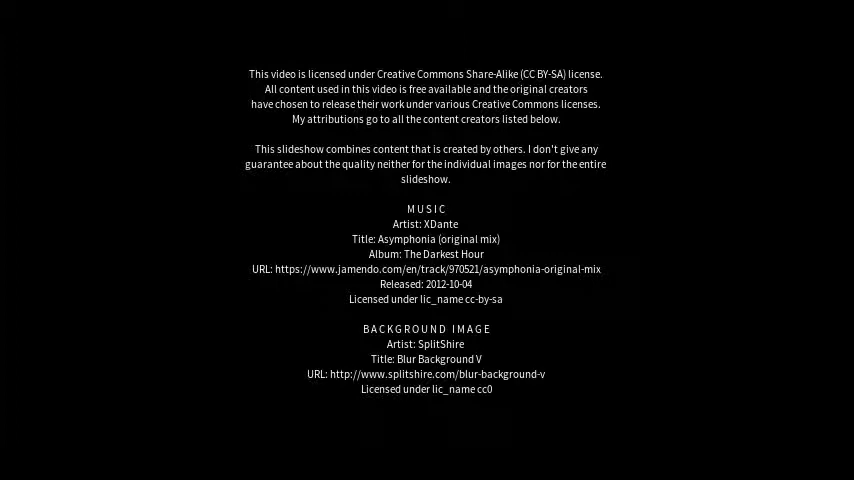 This video is licensed under Creative Commons Share-Alike (CC BY-SA) license.
All content used in this video is free available and the original creators
have chosen to release their work under various Creative Commons licenses.
My attributions go to all the content creators listed below.
This slideshow combines content that is created by others. I don't give any
guarantee about the quality neither for the individual images nor for the entire
slideshow.
MUSIC
Artist: XDante
Title: Asymphonia (original mix)
Album: The Darkest Hour
URL: https://www.jamendo.com/en/track/970521/asymphonia-original-mix
Released: 2012-10-04
Licensed under lic_name cc-by-sa
BACKGROUND IMAGE
Artist: SplitShire
Title: Blur Background V
URL: http://www.splitshire.com/blur-background-v
Licensed under lic_name cc0